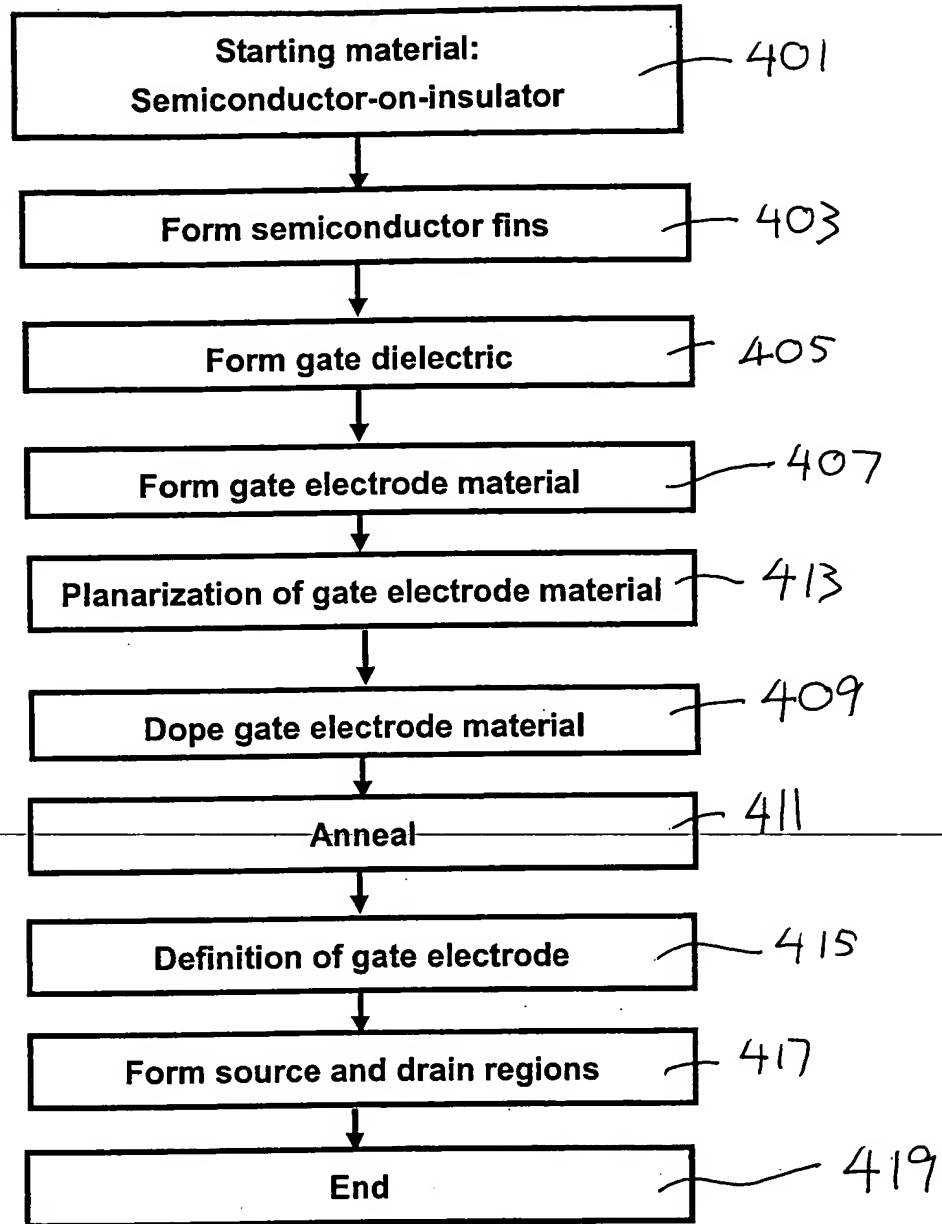 Starting material: 401
Semiconductor-on-insulator
Form semiconductor fins 403
Form gate dielectric 405
Form gate electrode material 407
Planarization of gate electrode material 413
Dope gate electrode material 409
Anneal 411
Definition of gate electrode 415
Form source and drain regions 417
End 419